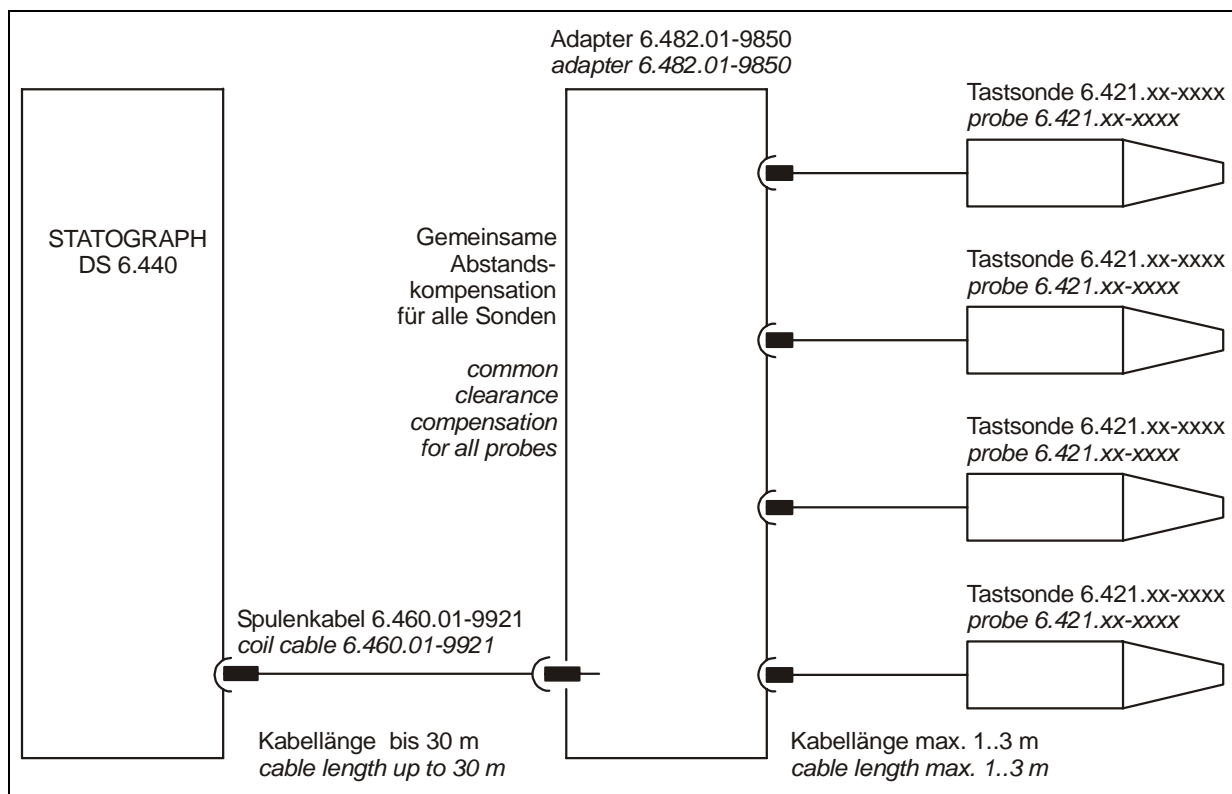 Adapter 6.482.01-9850
adapter 6.482.01-9850
Tastsonde 6.421.xx-xxxx
probe 6.421.xx-xxxx
STATOGRAPH
DS 6.440
Gemeinsame
Abstands-
kompensation
für alle Sonden
common
clearance
compensation
for all probes
Tastsonde 6.421.xx-xxxx
probe 6.421.xx-xxxx
Tastsonde 6.421.xx-xxxx
probe 6.421.xx-xxxx
Tastsonde 6.421.xx-xxxx
probe 6.421.xx-xxxx
Spulenkabel 6.460.01-9921
coil cable 6.460.01-9921
Kabellänge bis 30 m
cable length up to 30 m
Kabellänge max. 1..3 m
cable length max. 1..3 m